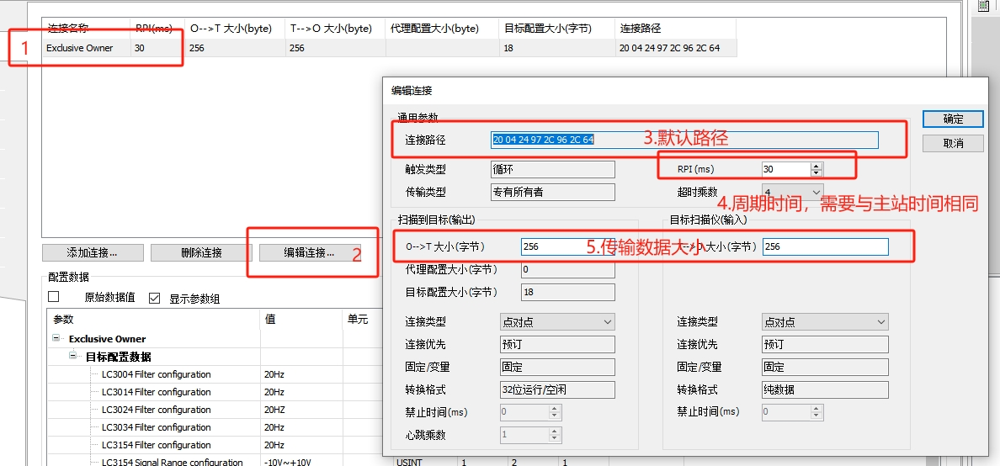 连接名称 RPI(ms) O-->T 大小(byte) T-->O 大小(byte) 代理配置大小(byte) 目标配置大小(字节) 连接路径
1
Exclusive Owner 30 256 256 18 20 04 24 97 2C 96 2C 64
添加连接... 删除连接 编辑连接... 2
配置数据
原始数据值 显示参数组
参数 值 单元
Exclusive Owner
目标配置数据
LC3004 Filter configuration 20Hz
LC3014 Filter configuration 20Hz
LC3024 Filter configuration 20HZ
LC3034 Filter configuration 20Hz
LC3154 Filter configuration 20Hz
LC3154 Signal Range configuration -10V~+10V USINT 1 2 1
编辑连接
通用参数
连接路径 20 04 24 97 2C 96 2C 64 3.默认路径
触发类型 循环 RPI (ms) 30
传输类型 专有所有者 超时乘数 4
4.周期时间，需要与主站时间相同
扫描到目标(输出) 目标扫描仪(输入)
O-->T 大小(字节) 256 5.传输数据大小 大小(字节) 256
代理配置大小(字节) 0
目标配置大小(字节) 18
连接类型 点对点 连接类型 点对点
连接优先 预订 连接优先 预订
固定/变量 固定 固定/变量 固定
转换格式 32位运行/空闲 转换格式 纯数据
禁止时间(ms) 0 禁止时间(ms) 0
心跳乘数 1
确定
取消